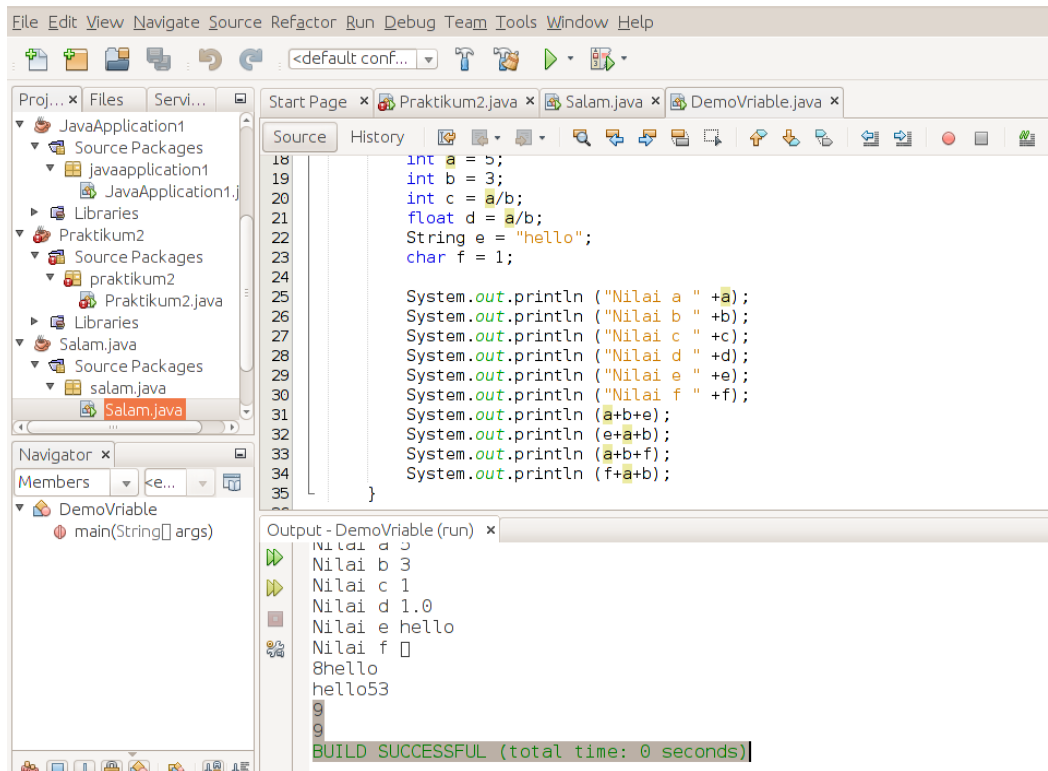 File Edit View Navigate Source Refactor Run Debug Team Tools Window Help
<default conf...
Proj... Files Servi...
JavaApplication1
Source Packages
javaapplication1
JavaApplication1.j
Libraries
Praktikum2
Source Packages
praktikum2
Praktikum2.java
Libraries
Salam.java
Source Packages
salam.java
Salam.java
Navigator
Members <e...
DemoVriable
main(String[] args)
Start Page Praktikum2.java Salam.java DemoVriable.java
Source History
18 int a = 5;
19 int b = 3;
20 int c = a/b;
21 float d = a/b;
22 String e = "hello";
23 char f = 1;
24
25 System.out.println ("Nilai a " +a);
26 System.out.println ("Nilai b " +b);
27 System.out.println ("Nilai c " +c);
28 System.out.println ("Nilai d " +d);
29 System.out.println ("Nilai e " +e);
30 System.out.println ("Nilai f " +f);
31 System.out.println (a+b+e);
32 System.out.println (e+a+b);
33 System.out.println (a+b+f);
34 System.out.println (f+a+b);
35 }
Output - DemoVriable (run)
Nilai a 5
Nilai b 3
Nilai c 1
Nilai d 1.0
Nilai e hello
Nilai f
8hello
hello53
9
9
BUILD SUCCESSFUL (total time: 0 seconds)